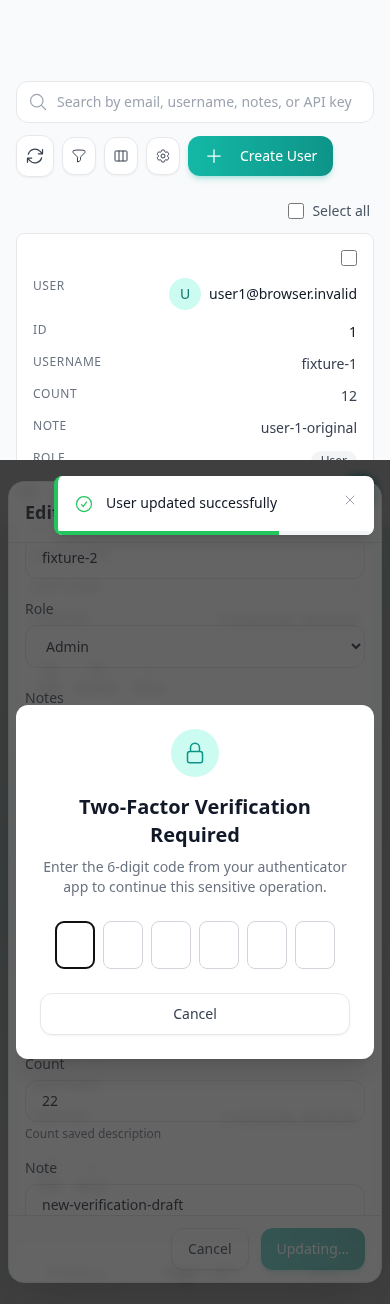 Search by email, username, notes, or API key
Create User
Select all
USER
U user1@browser.invalid
ID 1
USERNAME fixture-1
COUNT 12
NOTE user-1-original
ROLE User
User updated successfully
fixture-2
Role
Admin
Notes
Two-Factor Verification
Required
Enter the 6-digit code from your authenticator
app to continue this sensitive operation.
Cancel
Count
22
Count saved description
Note
new-verification-draft
Cancel Updating...